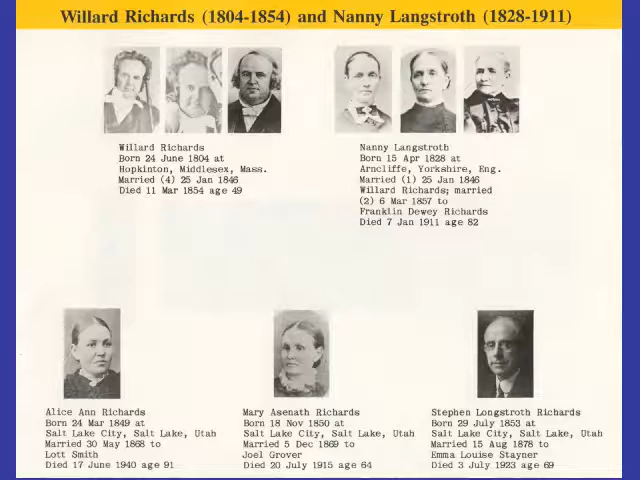 Willard Richards (1804-1854) and Nanny Langstroth (1828-1911)
Willard Richards
Born 24 June 1804 at
Hopkinton, Middlesex, Mass.
Married (4) 25 Jan 1846
Died 11 Mar 1854 age 49
Nanny Langstroth
Born 15 Apr 1828 at
Arncliffe, Yorkshire, Eng.
Married (1) 25 Jan 1846
Willard Richards; married
(2) 6 Mar 1857 to
Franklin Dewey Richards
Died 7 Jan 1911 age 82
Alice Ann Richards
Born 24 Mar 1849 at
Salt Lake City, Salt Lake, Utah
Married 30 May 1868 to
Lott Smith
Died 17 June 1940 age 91
Mary Asenath Richards
Born 18 Nov 1850 at
Salt Lake City, Salt Lake, Utah
Married 5 Dec 1869 to
Joel Grover
Died 20 July 1915 age 64
Stephen Longstroth Richards
Born 29 July 1853 at
Salt Lake City, Salt Lake, Utah
Married 15 Aug 1878 to
Emma Louise Stayner
Died 3 July 1923 age 69